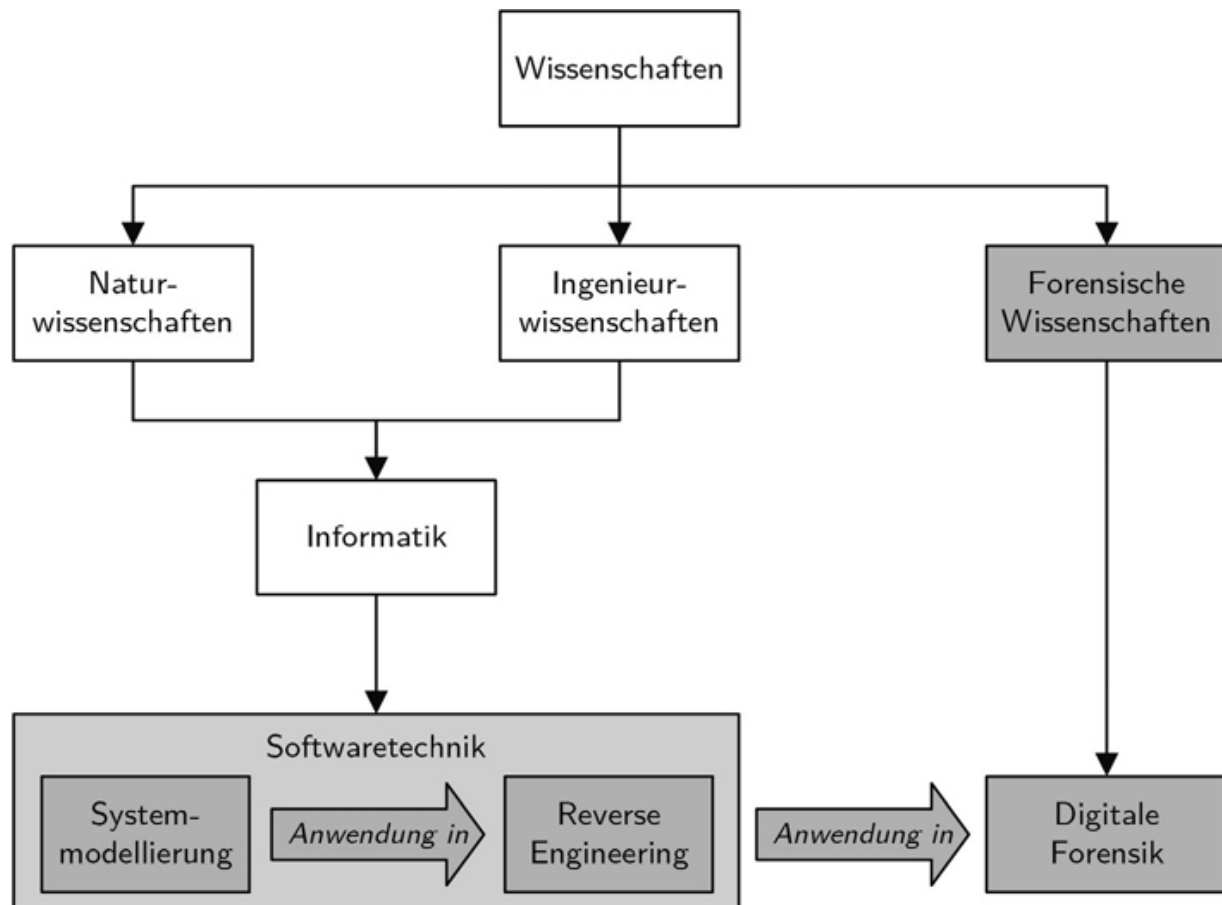 Wissenschaften
Natur-
wissenschaften
Ingenieur-
wissenschaften
Forensische
Wissenschaften
Informatik
Softwaretechnik
System-
modellierung
Anwendung in
Reverse
Engineering
Anwendung in
Digitale
Forensik